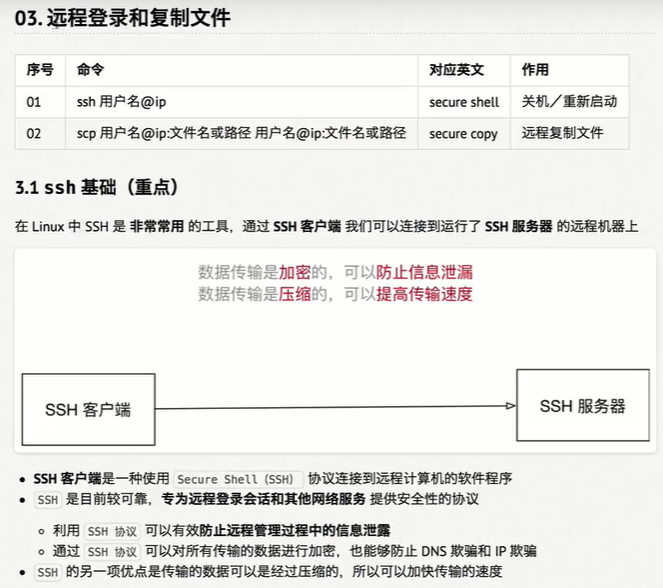 03. 远程登录和复制文件
序号 命令 对应英文 作用
01 ssh 用户名@ip secure shell 关机／重新启动
02 scp 用户名@ip:文件名或路径 用户名@ip:文件名或路径 secure copy 远程复制文件
3.1 ssh 基础（重点）
在 Linux 中 SSH 是 非常常用 的工具，通过 SSH 客户端 我们可以连接到运行了 SSH 服务器 的远程机器上
数据传输是加密的，可以防止信息泄漏
数据传输是压缩的，可以提高传输速度
SSH 客户端
SSH 服务器
SSH 客户端是一种使用 Secure Shell（SSH） 协议连接到远程计算机的软件程序
SSH 是目前较可靠，专为远程登录会话和其他网络服务 提供安全性的协议
利用 SSH 协议 可以有效防止远程管理过程中的信息泄露
通过 SSH 协议 可以对所有传输的数据进行加密，也能够防止 DNS 欺骗和 IP 欺骗
SSH 的另一项优点是传输的数据可以是经过压缩的，所以可以加快传输的速度